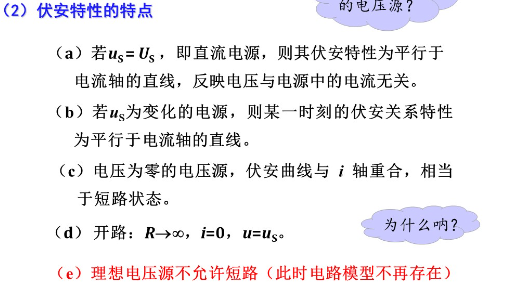 的电压源？
（2）伏安特性的特点
（a）若uS= US ，即直流电源，则其伏安特性为平行于
电流轴的直线，反映电压与电源中的电流无关。
（b）若uS为变化的电源，则某一时刻的伏安关系特性
为平行于电流轴的直线。
（c）电压为零的电压源，伏安曲线与 i 轴重合，相当
于短路状态。
为什么呐？
（d）开路：R→∞，i=0，u=uS。
（e）理想电压源不允许短路（此时电路模型不再存在）